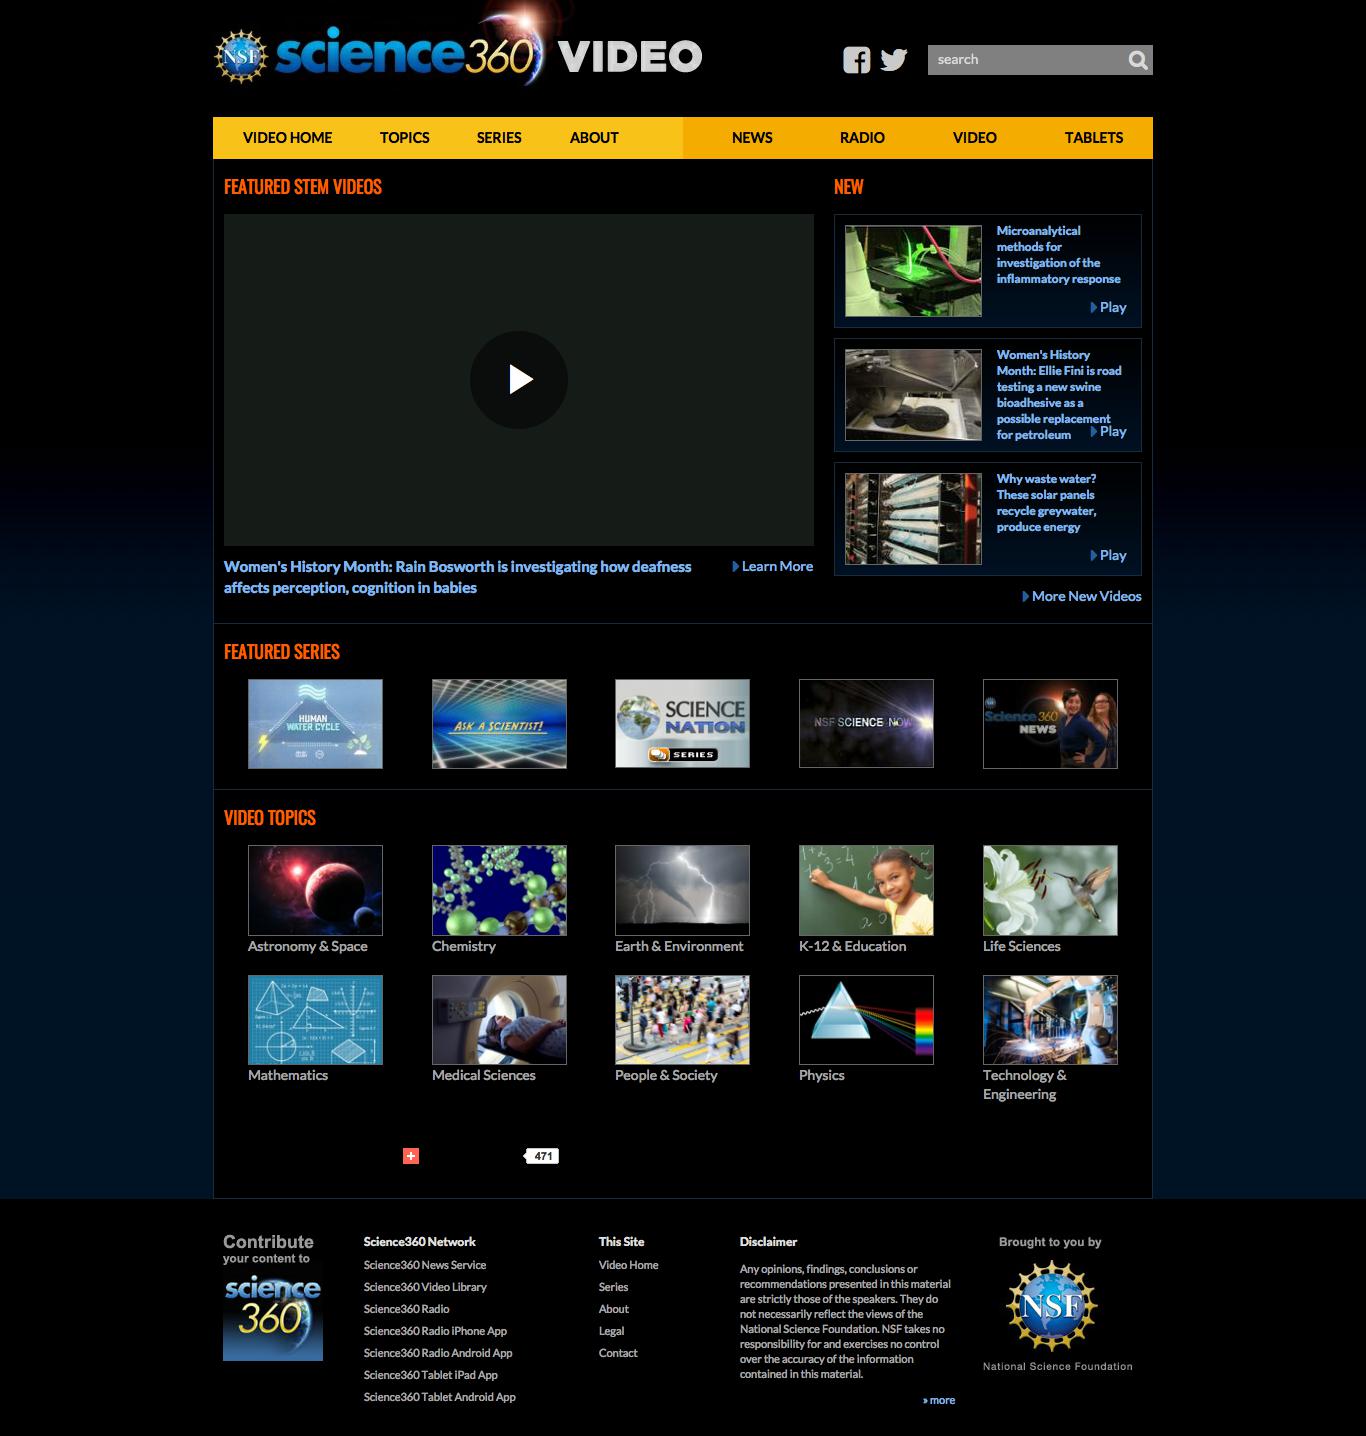 NSF science360 VIDEO
search
VIDEO HOME TOPICS SERIES ABOUT NEWS RADIO VIDEO TABLETS
FEATURED STEM VIDEOS
Women's History Month: Rain Bosworth is investigating how deafness
affects perception, cognition in babies
Learn More
NEW
Microanalytical
methods for
investigation of the
inflammatory response
Play
Women's History
Month: Ellie Fini is road
testing a new swine
bioadhesive as a
possible replacement
for petroleum
Play
Why waste water?
These solar panels
recycle greywater,
produce energy
Play
More New Videos
FEATURED SERIES
HUMAN
WATER CYCLE
ASK A SCIENTIST!
SCIENCE
NATION
SERIES
NSF SCIENCE NOW
Science360
NEWS
VIDEO TOPICS
Astronomy & Space
Chemistry
Earth & Environment
K-12 & Education
Life Sciences
Mathematics
Medical Sciences
People & Society
Physics
Technology &
Engineering
471
Contribute
your content to
science
360
Science360 Network
Science360 News Service
Science360 Video Library
Science360 Radio
Science360 Radio iPhone App
Science360 Radio Android App
Science360 Tablet iPad App
Science360 Tablet Android App
This Site
Video Home
Series
About
Legal
Contact
Disclaimer
Any opinions, findings, conclusions or
recommendations presented in this material
are strictly those of the speakers. They do
not necessarily reflect the views of the
National Science Foundation. NSF takes no
responsibility for and exercises no control
over the accuracy of the information
contained in this material.
» more
Brought to you by
NSF
National Science Foundation